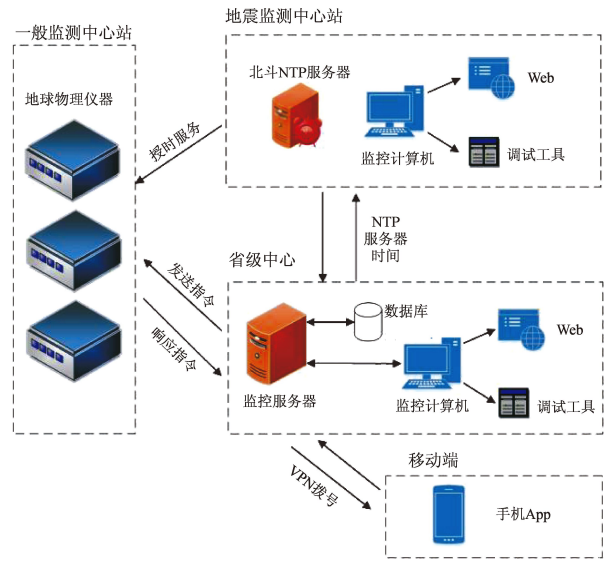 地震监测中心站
一般监测中心站
北斗NTP服务器
Web
地球物理仪器
授时服务
监控计算机
调试工具
NTP
服务器
时间
省级中心
发送指令
数据库
Web
响应指令
监控服务器
监控计算机
调试工具
移动端
VPN拨号
手机App